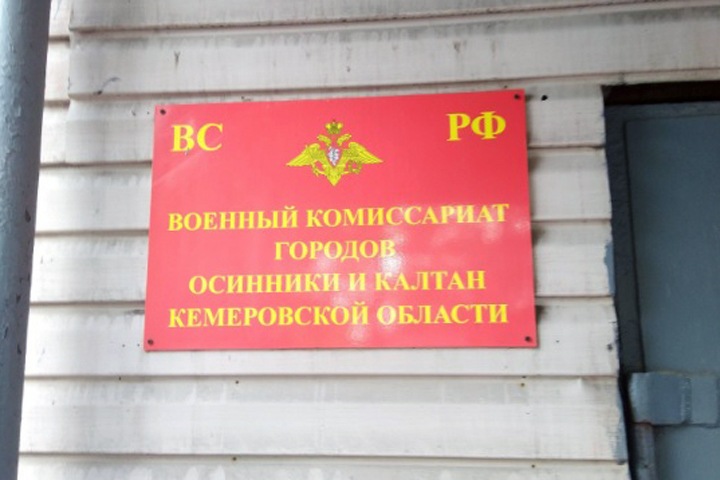 ВС РФ
ВОЕННЫЙ КОМИССАРИАТ
ГОРОДОВ
ОСИННИКИ И КАЛТАН
КЕМЕРОВСКОЙ ОБЛАСТИ